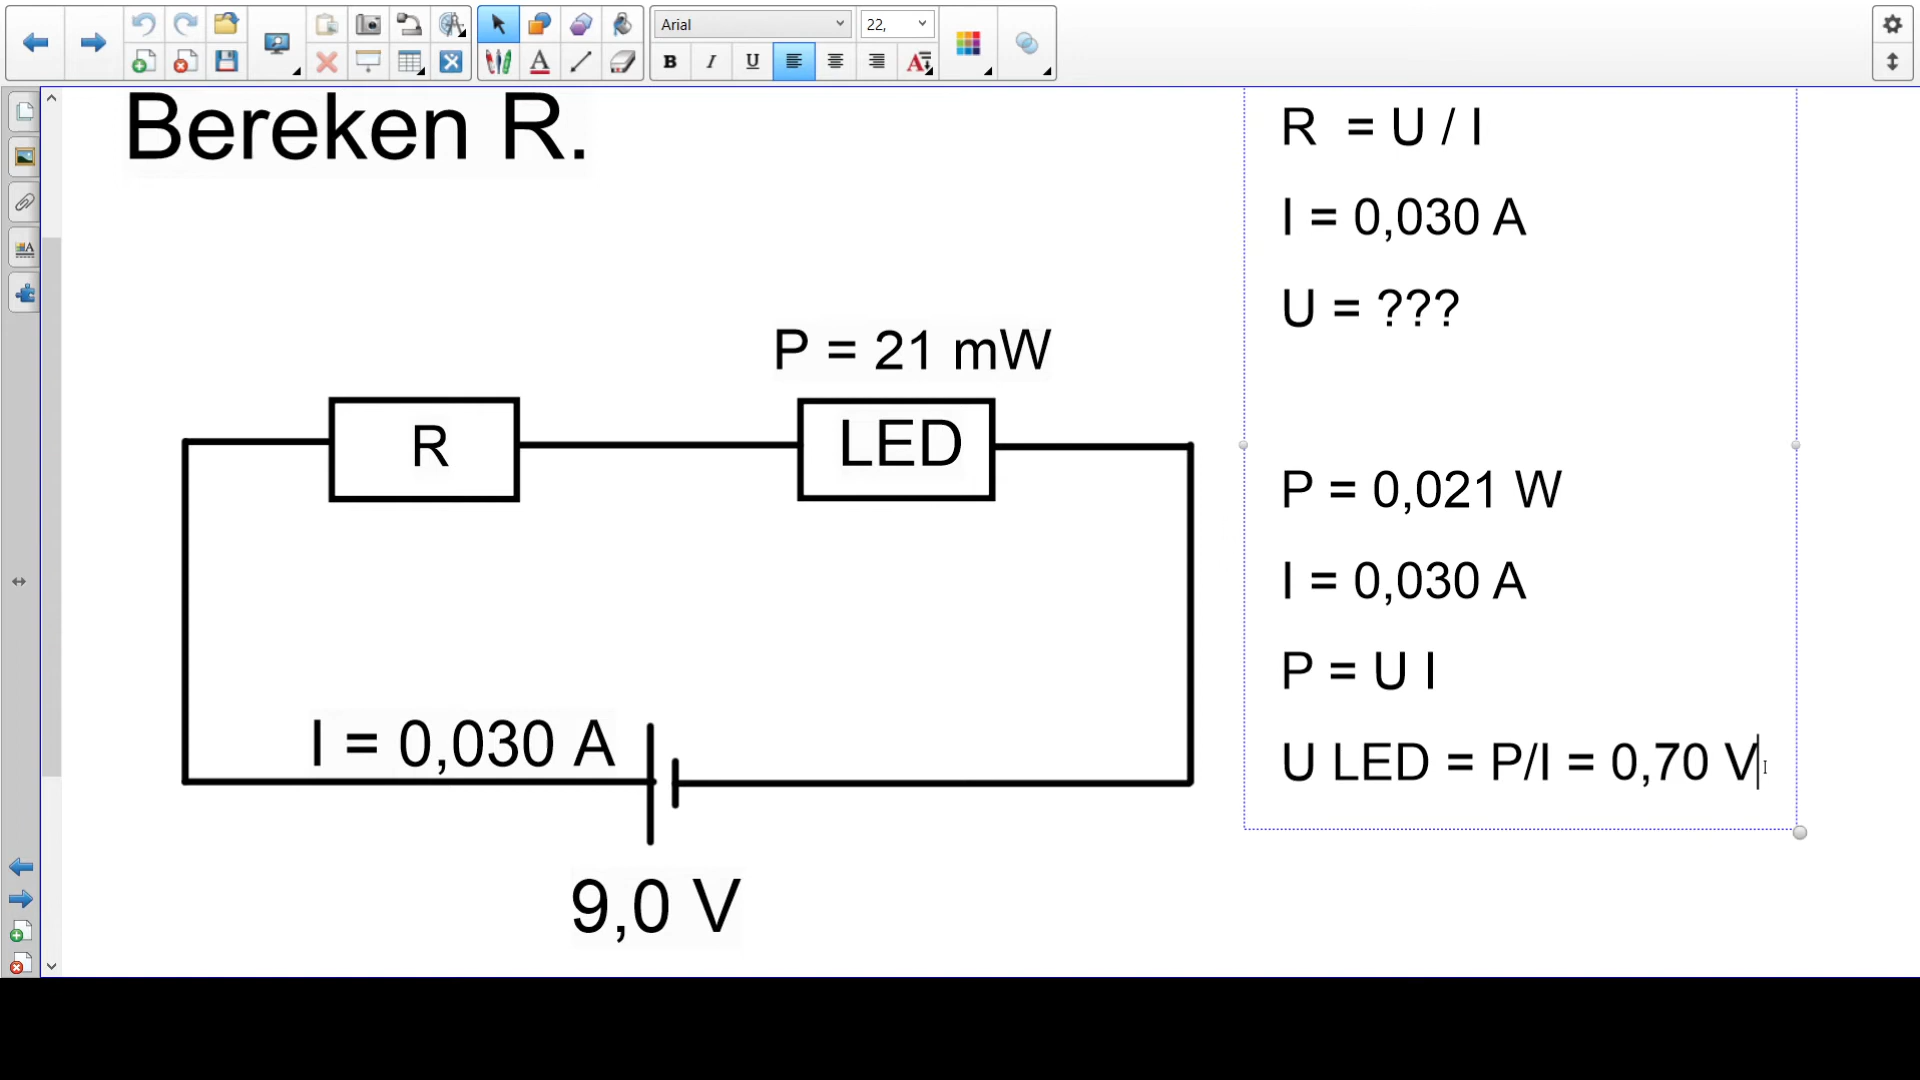 Arial
22,
B I U
A
Bereken R.
R = U / I
I = 0,030 A
U = ???
P = 21 mW
R
LED
P = 0,021 W
I = 0,030 A
P = U I
U LED = P/I = 0,70 V
I = 0,030 A
9,0 V